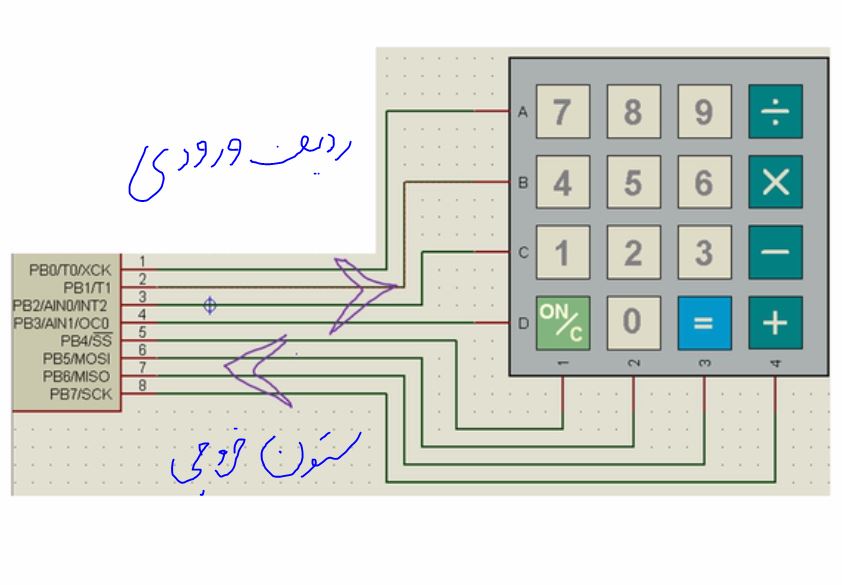 ردیف ورودی
A 7 8 9 ÷
B 4 5 6 ×
C 1 2 3 −
D ON/C 0 = +
1 2 3 4
PB0/T0/XCK 1
PB1/T1 2
PB2/AIN0/INT2 3
PB3/AIN1/OC0 4
PB4/SS 5
PB5/MOSI 6
PB6/MISO 7
PB7/SCK 8
ستون خروجی